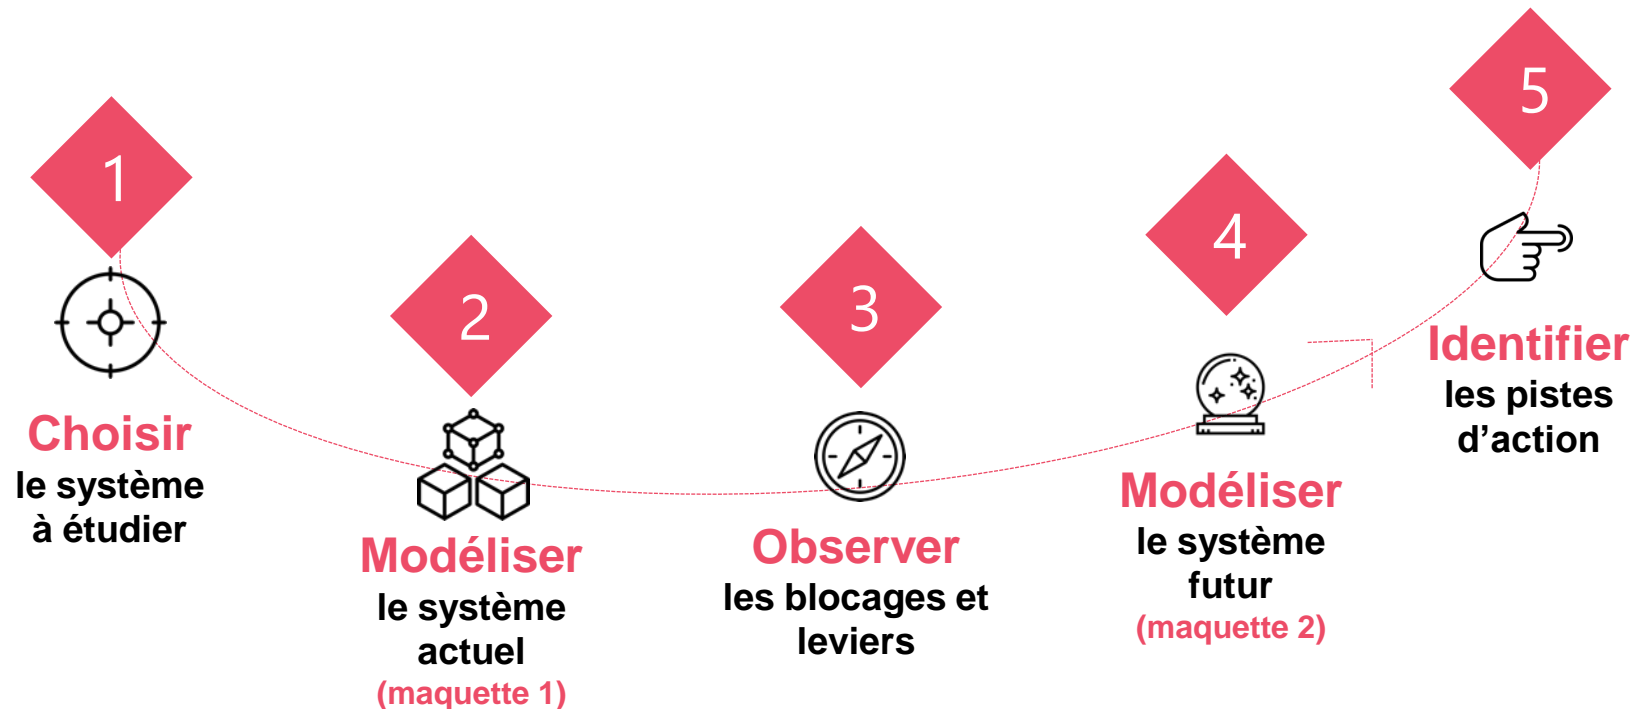 1
Choisir
le système
à étudier
2
Modéliser
le système
actuel
(maquette 1)
3
Observer
les blocages et
leviers
4
Modéliser
le système
futur
(maquette 2)
5
Identifier
les pistes
d’action